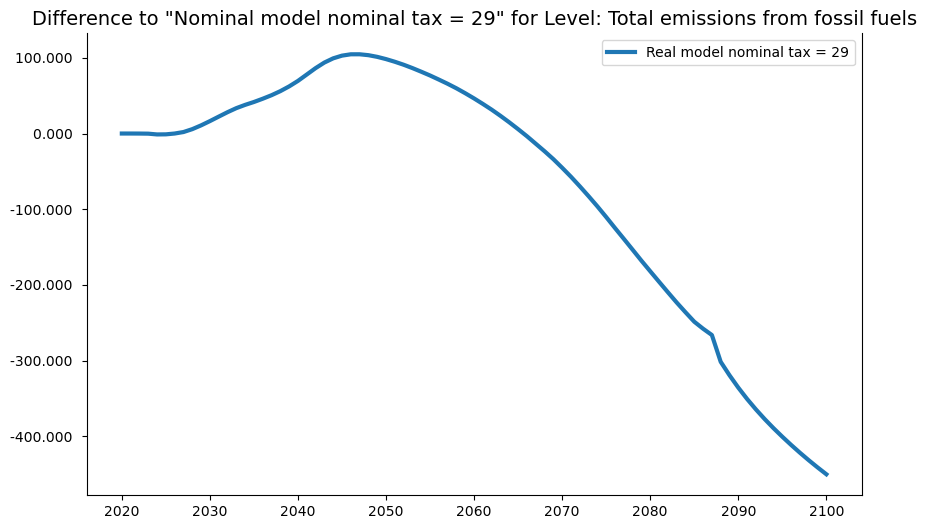 Difference to "Nominal model nominal tax = 29" for Level: Total emissions from fossil fuels
Real model nominal tax = 29
100.000
0.000
-100.000
-200.000
-300.000
-400.000
2020 2030 2040 2050 2060 2070 2080 2090 2100